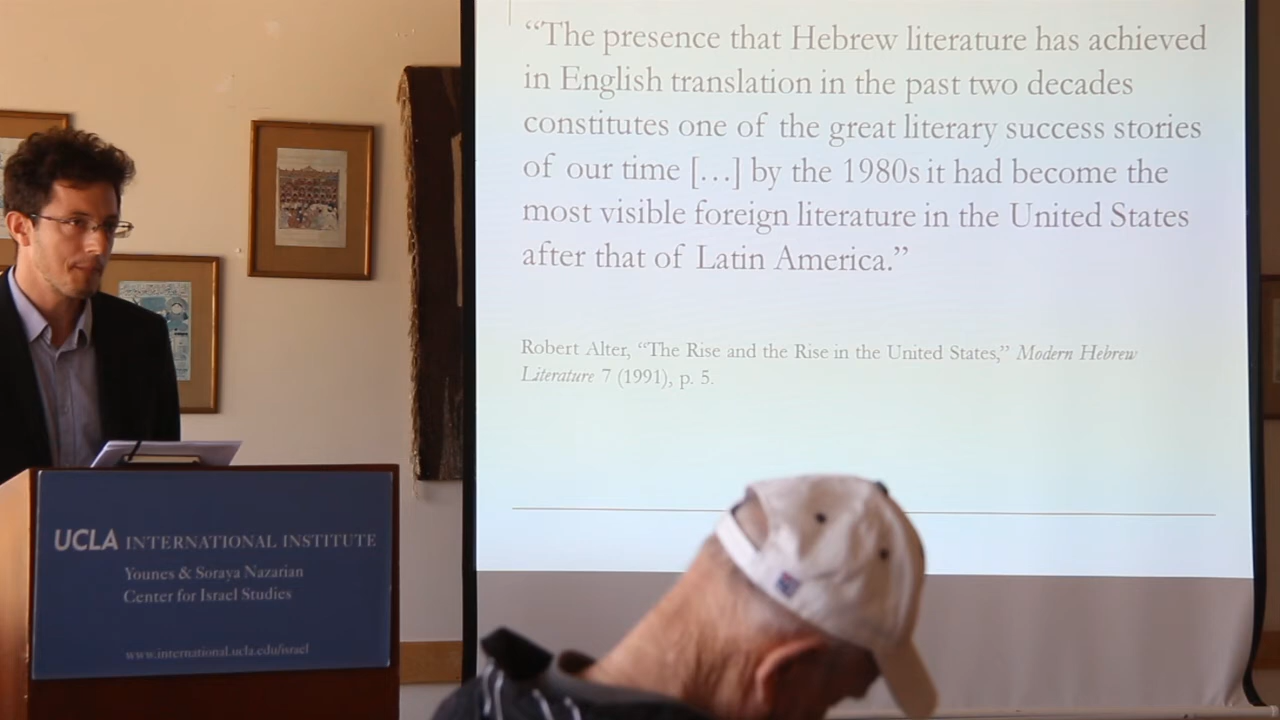 “The presence that Hebrew literature has achieved
in English translation in the past two decades
constitutes one of the great literary success stories
of our time [...] by the 1980s it had become the
most visible foreign literature in the United States
after that of Latin America.”
Robert Alter, “The Rise and the Rise in the United States,” Modern Hebrew
Literature 7 (1991), p. 5.
UCLA INTERNATIONAL INSTITUTE
Younes & Soraya Nazarian
Center for Israel Studies
www.international.ucla.edu/israel